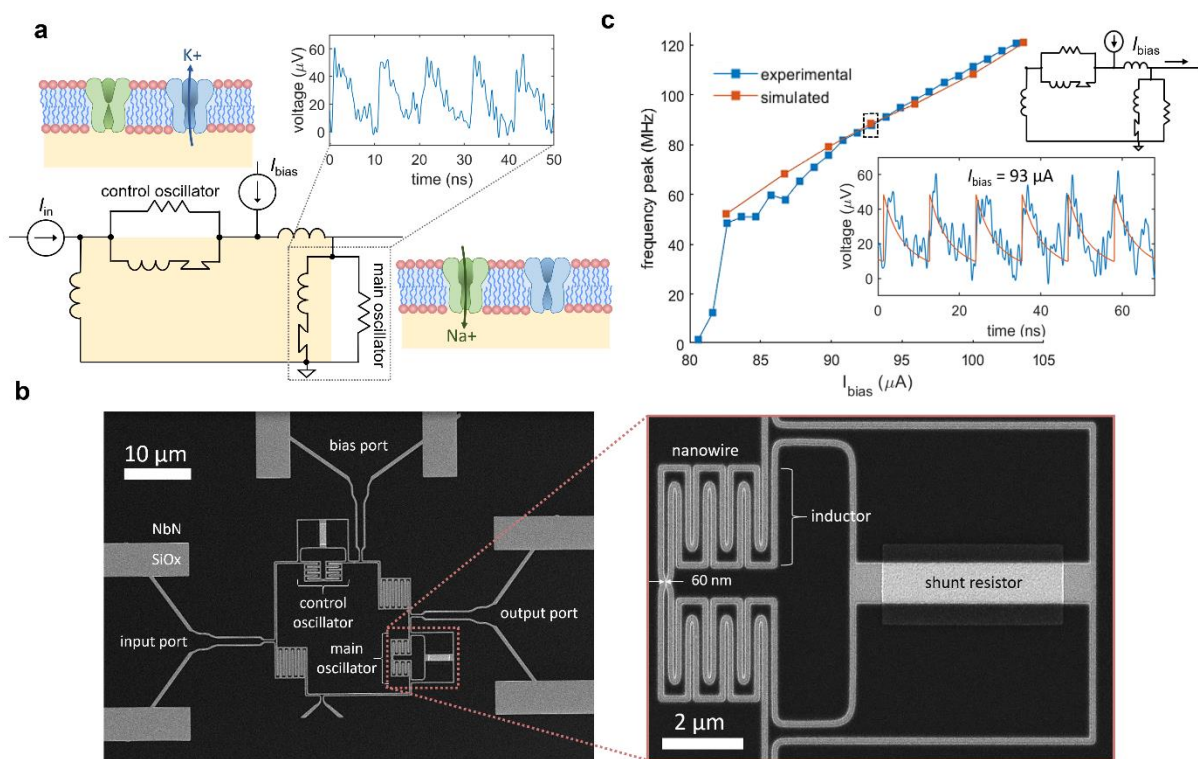 a
K+
voltage (µV)
60
40
20
0
0
10
20
30
40
50
time (ns)
I_bias
control oscillator
I_in
main oscillator
Na+
c
frequency peak (MHz)
120
100
80
60
40
20
0
experimental
simulated
I_bias
I_bias = 93 µA
voltage (µV)
60
40
20
0
0
20
40
60
time (ns)
80
85
90
95
100
105
I_bias (µA)
b
10 µm
bias port
NbN
SiOx
control
oscillator
input port
output port
main
oscillator
nanowire
inductor
60 nm
shunt resistor
2 µm